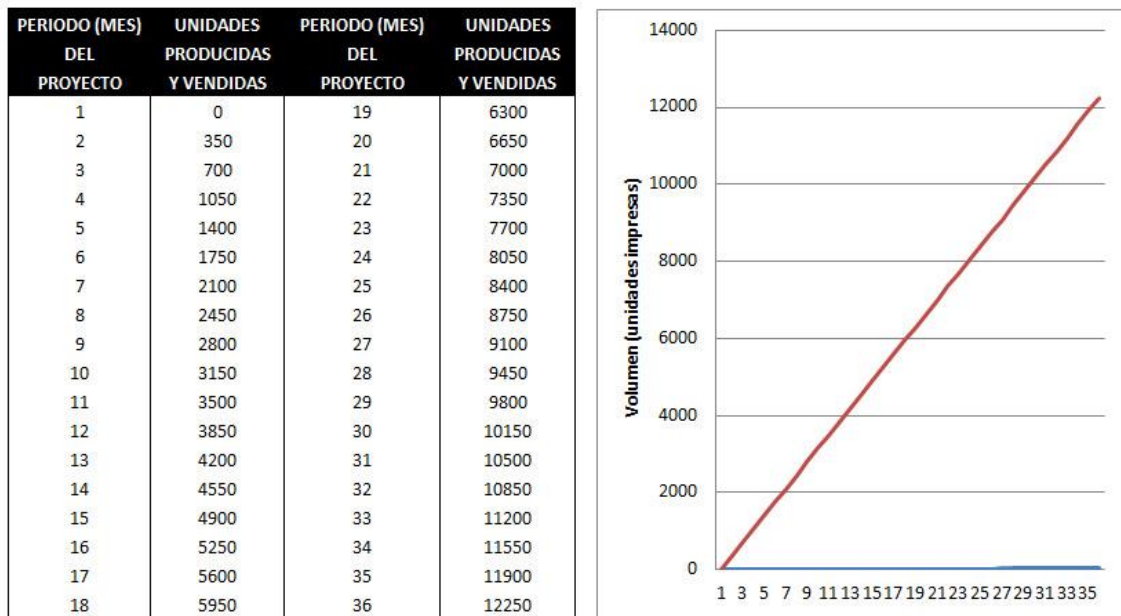 PERIODO (MES) DEL PROYECTO UNIDADES PRODUCIDAS Y VENDIDAS PERIODO (MES) DEL PROYECTO UNIDADES PRODUCIDAS Y VENDIDAS
1 0 19 6300
2 350 20 6650
3 700 21 7000
4 1050 22 7350
5 1400 23 7700
6 1750 24 8050
7 2100 25 8400
8 2450 26 8750
9 2800 27 9100
10 3150 28 9450
11 3500 29 9800
12 3850 30 10150
13 4200 31 10500
14 4550 32 10850
15 4900 33 11200
16 5250 34 11550
17 5600 35 11900
18 5950 36 12250
Volumen (unidades impresas)
14000
12000
10000
8000
6000
4000
2000
0
1 3 5 7 9 11 13 15 17 19 21 23 25 27 29 31 33 35